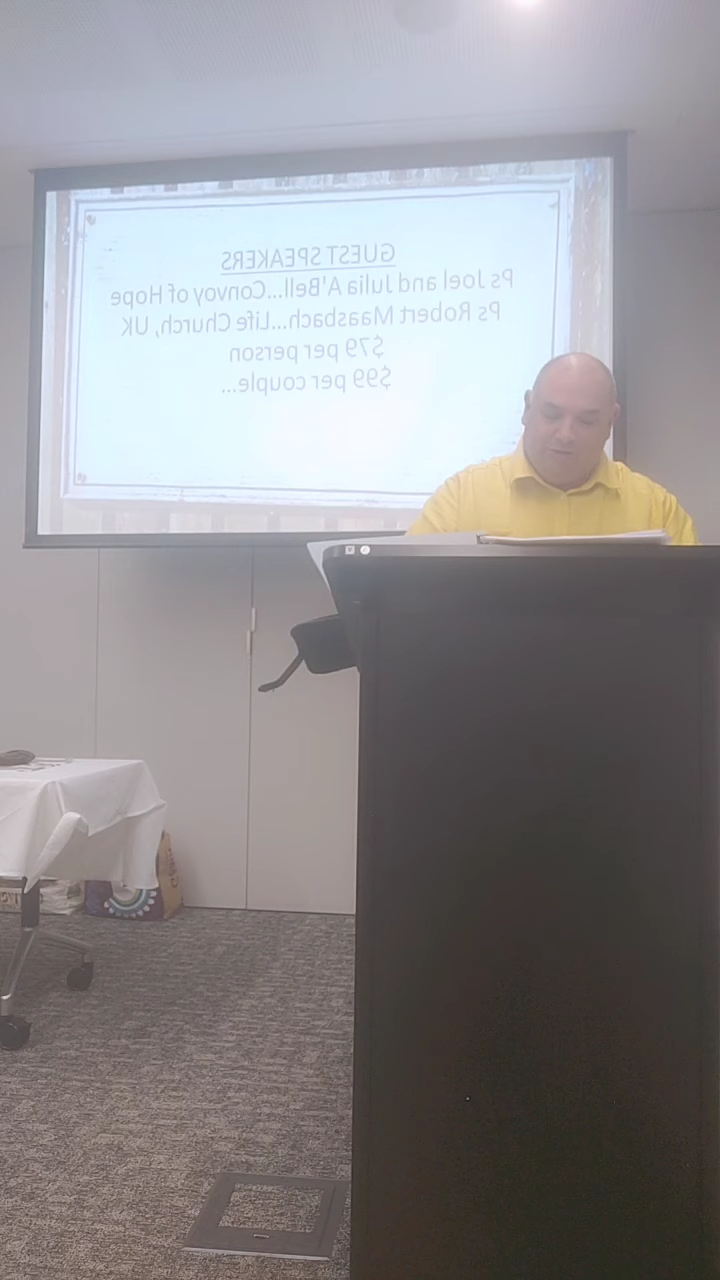 GUEST SPEAKERS
Ps Joel and Julia A'Bell...Convoy of Hope
Ps Robert Maasbach...Life Church, UK
$79 per person
$99 per couple...